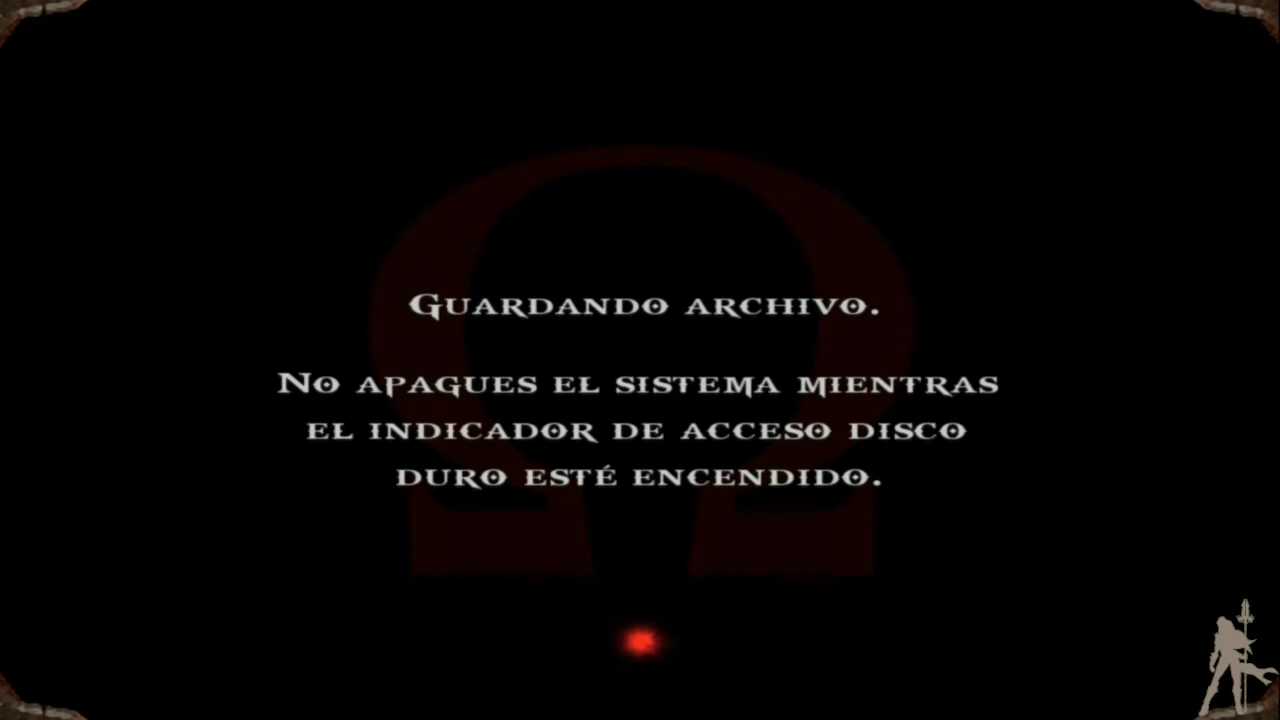 Guardando archivo.
No apagues el sistema mientras
el indicador de acceso disco
duro esté encendido.